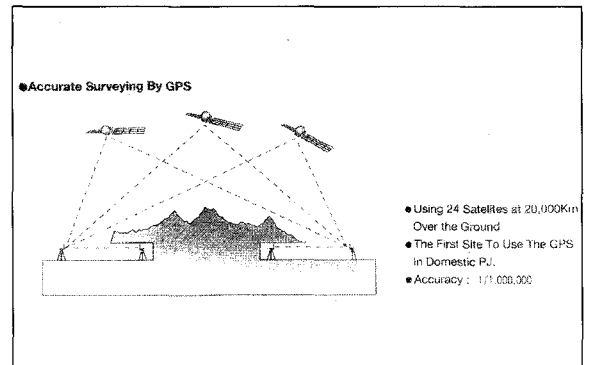 ●Accurate Surveying By GPS
●Using 24 Satellites at 20,000Km
Over the Ground
●The First Site To Use The GPS
in Domestic PJ.
●Accuracy : 1/1,000,000